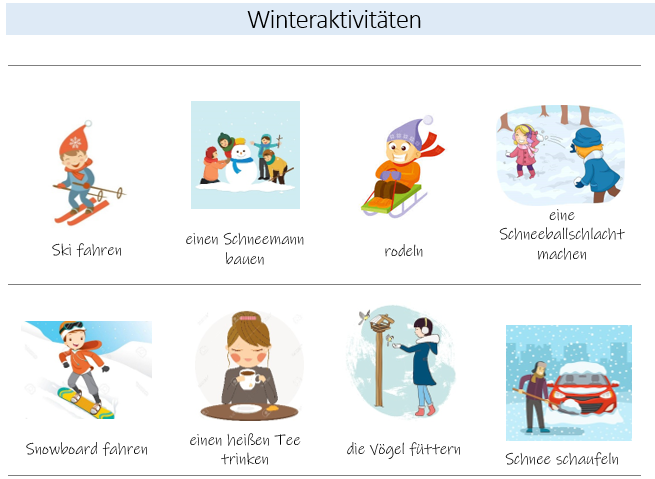 Winteraktivitäten
Ski fahren
einen Schneemann
bauen
rodeln
eine
Schneeballschlacht
machen
Snowboard fahren
einen heißen Tee
trinken
die Vögel füttern
Schnee schaufeln